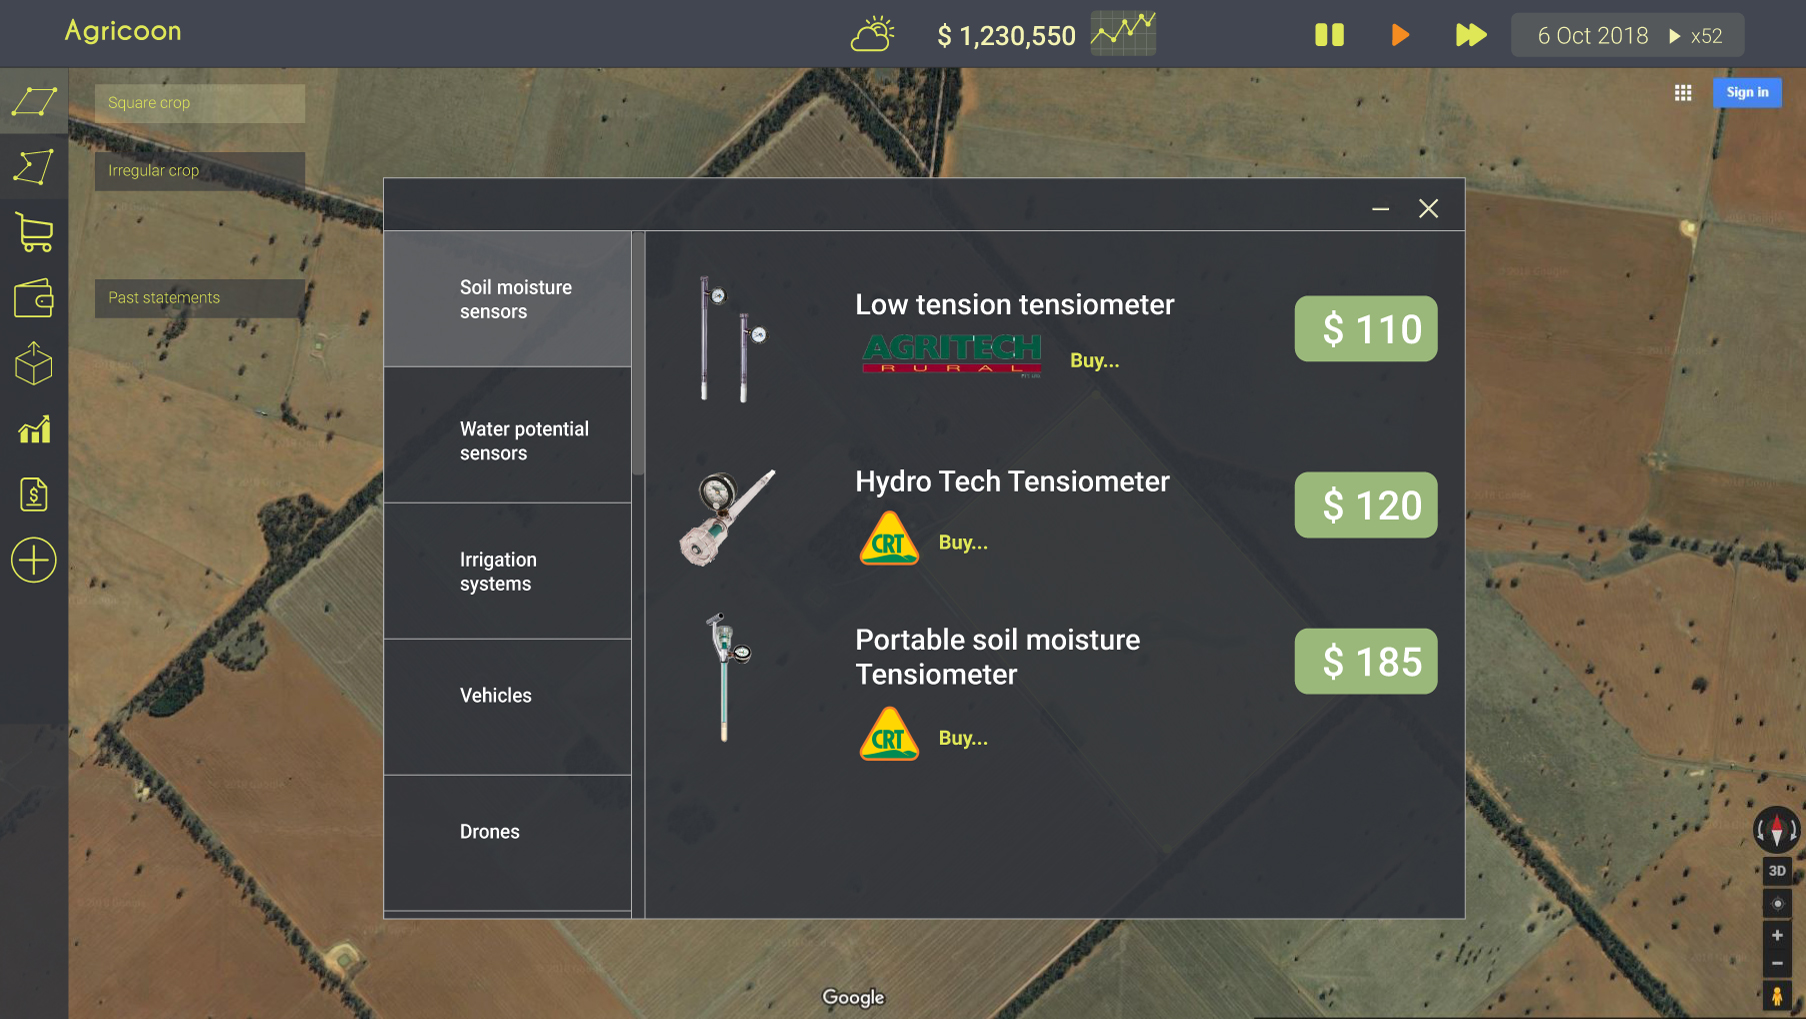 Agricoon
$ 1,230,550
6 Oct 2018
x52
Square crop
Sign in
Irregular crop
Past statements
Soil moisture
sensors
Water potential
sensors
Irrigation
systems
Vehicles
Drones
Low tension tensiometer
AGRITECH
RURAL
Buy...
$ 110
Hydro Tech Tensiometer
CRT
Buy...
$ 120
Portable soil moisture
Tensiometer
CRT
Buy...
$ 185
3D
Google